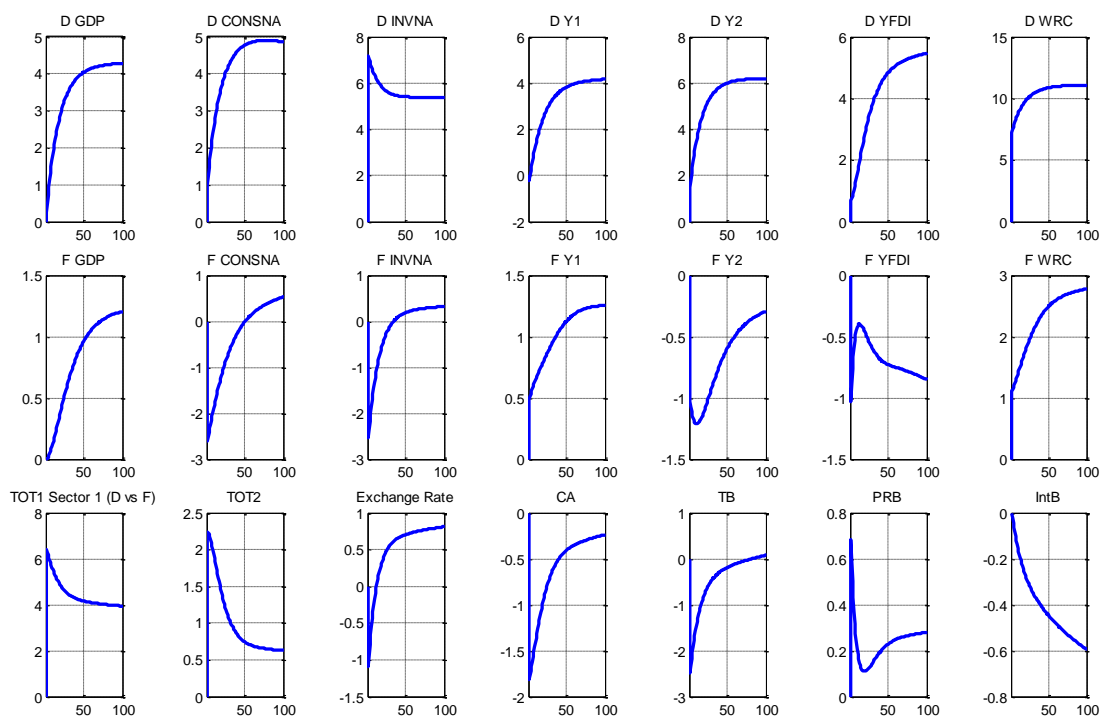 D GDP D CONSNA D INVNA D Y1 D Y2 D YFDI D WRC
5 5 8 6 8 6 15
4 4 6 4 6 4 10
3 3 4 2 4 2 5
2 2 2 0 2 0 0
1 1 0 -2 0
0 0
50 100 50 100 50 100 50 100 50 100 50 100 50 100
F GDP F CONSNA F INVNA F Y1 F Y2 F YFDI F WRC
1.5 1 1 1.5 0 0 3
1 0 0 1 -0.5 -0.5 2
0.5 -1 -1 0.5 -1 -1 1
0 -2 -2 0 -1.5 -1.5 0
-3 -3
50 100 50 100 50 100 50 100 50 100 50 100 50 100
TOT1 Sector 1 (D vs F) TOT2 Exchange Rate CA TB PRB IntB
8 2.5 1 0 1 0.8 0
6 2 0.5 -0.5 0 0.6 -0.2
4 1.5 0 -1 -1 0.4 -0.4
2 1 -0.5 -1.5 -2 0.2 -0.6
0 0.5 -1 -2 -3 0 -0.8
0 -1.5
50 100 50 100 50 100 50 100 50 100 50 100 50 100